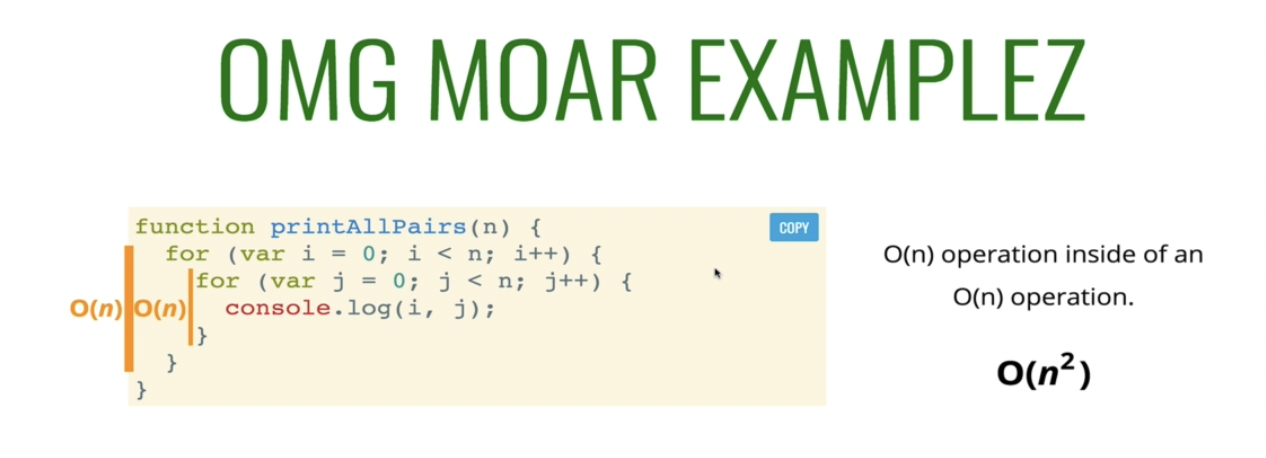 OMG MOAR EXAMPLEZ
function printAllPairs(n) {
for (var i = 0; i < n; i++) {
for (var j = 0; j < n; j++) {
console.log(i, j);
}
}
}
COPY
O(n)
O(n)
O(n) operation inside of an
O(n) operation.
O(n²)